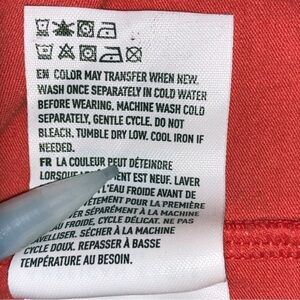 EN COLOR MAY TRANSFER WHEN NEW.
WASH ONCE SEPARATELY IN COLD WATER
BEFORE WEARING. MACHINE WASH COLD
SEPARATELY, GENTLE CYCLE. DO NOT
BLEACH, TUMBLE DRY LOW. COOL IRON IF
NEEDED.
FR LA COULEUR PEUT DÉTEINDRE
LORSQUE EST NEUF. LAVER
L'EAU FROIDE AVANT DE
VÊTEMENT POUR LA PREMIÈRE
SÉPARÉMENT À LA MACHINE
FROIDE, CYCLE DÉLICAT. NE PAS
JAVELLISER. SÉCHER À LA MACHINE
CYCLE DOUX. REPASSER À BASSE
TEMPÉRATURE AU BESOIN.